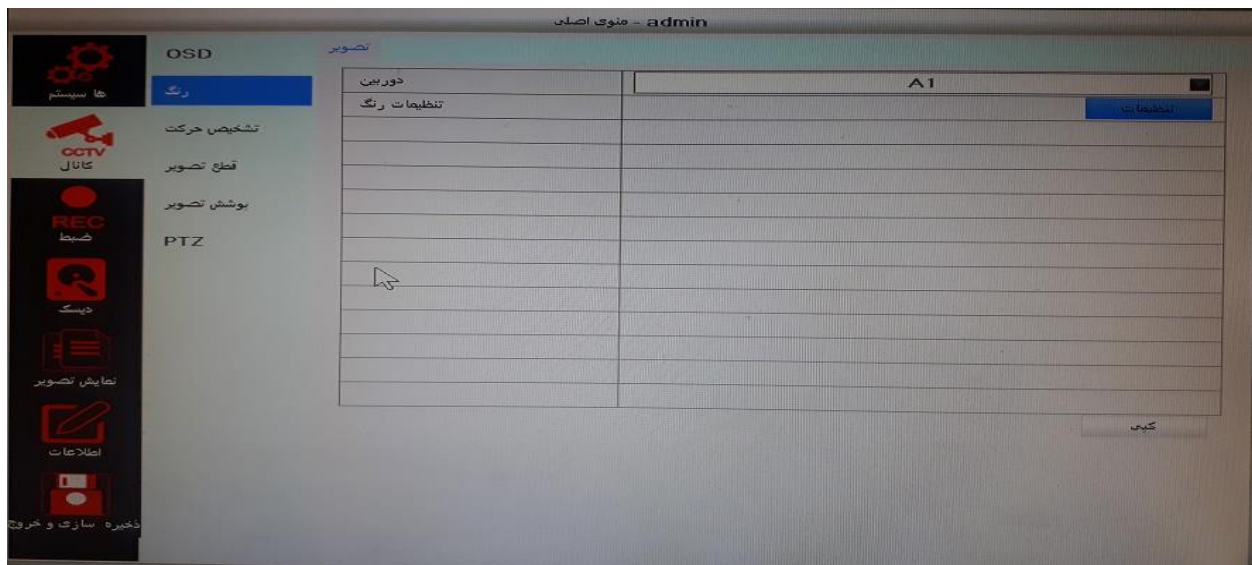 admin - منوی اصلی
ها سیستم
CCTV
کانال
REC
ضبط
دیسک
نمایش تصویر
اطلاعات
ذخیره سازی و خروج
OSD
رنگ
تشخیص حرکت
قطع تصویر
پوشش تصویر
PTZ
تصویر
دوربین
A1
تنظیمات رنگ
تنظیمات
کپی